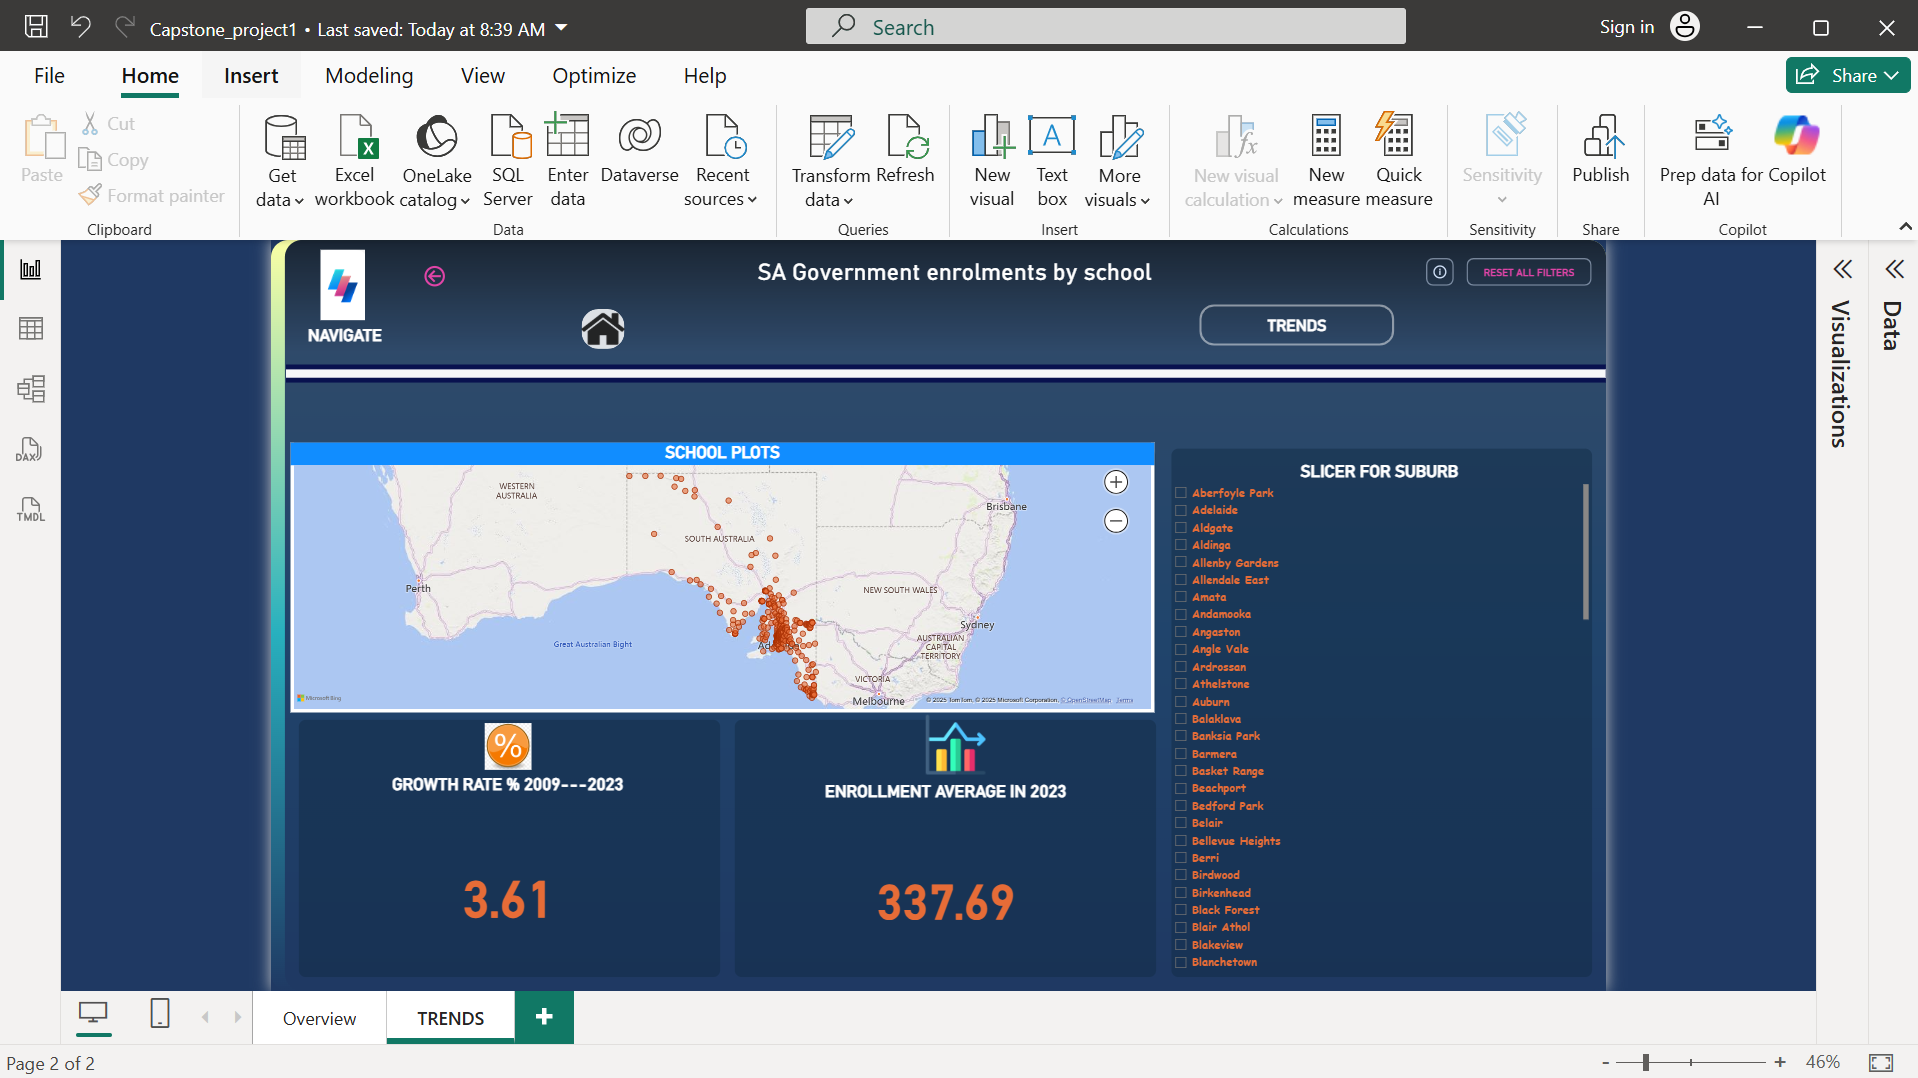 Capstone_project1 • Last saved: Today at 8:39 AM
Search
Sign in
File
Home
Insert
Modeling
View
Optimize
Help
Share
Paste
Cut
Copy
Format painter
Clipboard
Get data
Excel workbook
OneLake catalog
SQL Server
Enter data
Dataverse
Recent sources
Data
Transform data
Refresh
Queries
New visual
Text box
More visuals
Insert
New visual calculation
New measure
Quick measure
Calculations
Sensitivity
Sensitivity
Publish
Share
Prep data for AI
Copilot
Copilot
DAX
TMDL
NAVIGATE
SA Government enrolments by school
RESET ALL FILTERS
TRENDS
SCHOOL PLOTS
WESTERN
AUSTRALIA
SOUTH AUSTRALIA
Brisbane
Perth
NEW SOUTH WALES
Sydney
Great Australian Bight
AUSTRALIAN
CAPITAL
TERRITORY
VICTORIA
Melbourne
Microsoft Bing
© 2025 TomTom, © 2025 Microsoft Corporation, © OpenStreetMap Terms
SLICER FOR SUBURB
Aberfoyle Park
Adelaide
Aldgate
Aldinga
Allenby Gardens
Allendale East
Amata
Andamooka
Angaston
Angle Vale
Ardrossan
Athelstone
Auburn
Balaklava
Banksia Park
Barmera
Basket Range
Beachport
Bedford Park
Belair
Bellevue Heights
Berri
Birdwood
Birkenhead
Black Forest
Blair Athol
Blakeview
Blanchetown
%
GROWTH RATE % 2009---2023
3.61
ENROLLMENT AVERAGE IN 2023
337.69
Visualizations
Data
Overview
TRENDS
Page 2 of 2
46%